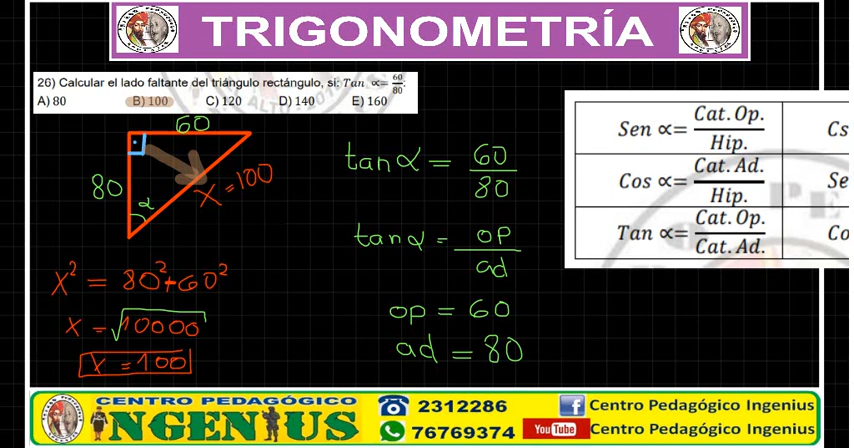 TRIGONOMETRÍA
26) Calcular el lado faltante del triángulo rectángulo, si: Tan ∝= 60/80:
A) 80 B) 100 C) 120 D) 140 E) 160
60
80
α
X = 100
X² = 80² + 60²
x = √10000
x = 100
tan α = 60/80
tan α = op/ad
op = 60
ad = 80
Sen ∝= Cat. Op./Hip. Cs
Cos ∝= Cat. Ad./Hip. Se
Tan ∝= Cat. Op./Cat. Ad. Co
CENTRO PEDAGÓGICO
INGENIUS
2312286
76769374
Centro Pedagógico Ingenius
YouTube Centro Pedagógico Ingenius